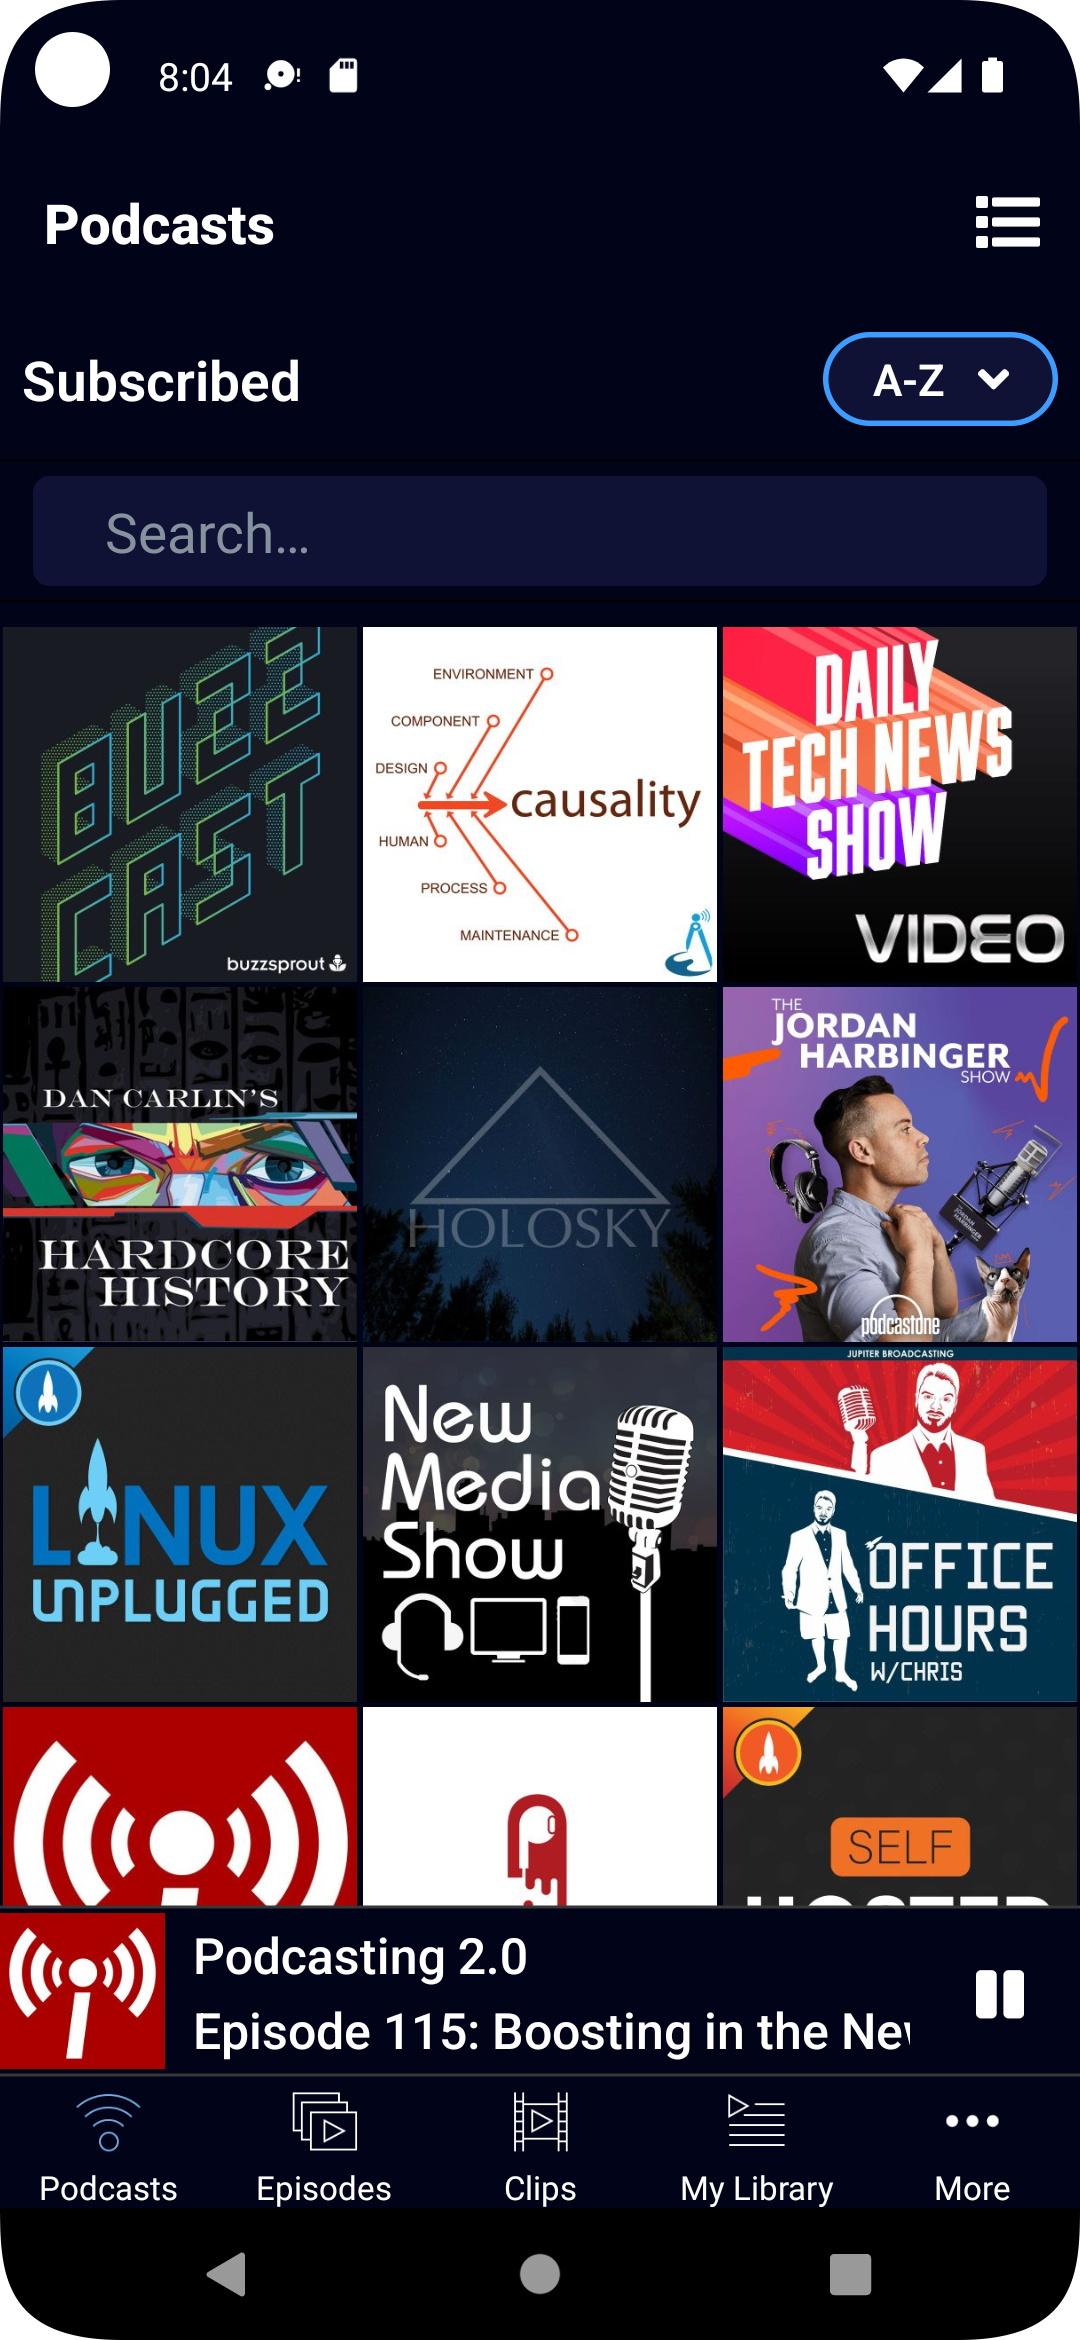 8:04
Podcasts
Subscribed
A-Z
Search...
BUZZ
CAST
buzzsprout
ENVIRONMENT
COMPONENT
DESIGN
causality
HUMAN
PROCESS
MAINTENANCE
DAILY
TECH NEWS
SHOW
VIDEO
DAN CARLIN'S
HARDCORE
HISTORY
HOLOSKY
THE
JORDAN
HARBINGER
SHOW
podcastone
LINUX
UNPLUGGED
New
Media
Show
JUPITER BROADCASTING
OFFICE
HOURS
W/CHRIS
SELF
HOSTED
Podcasting 2.0
Episode 115: Boosting in the Nev
Podcasts
Episodes
Clips
My Library
More